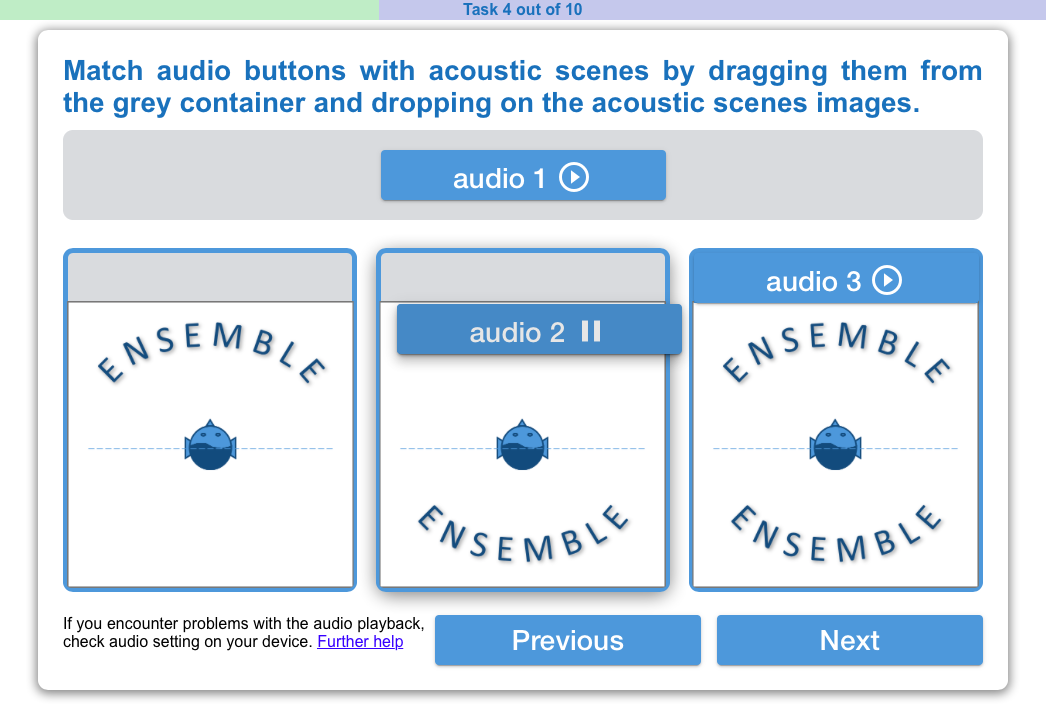 Task 4 out of 10
Match audio buttons with acoustic scenes by dragging them from
the grey container and dropping on the acoustic scenes images.
audio 1
audio 3
audio 2
ENSEMBLE
ENSEMBLE
ENSEMBLE
ENSEMBLE
If you encounter problems with the audio playback,
check audio setting on your device. Further help
Previous
Next